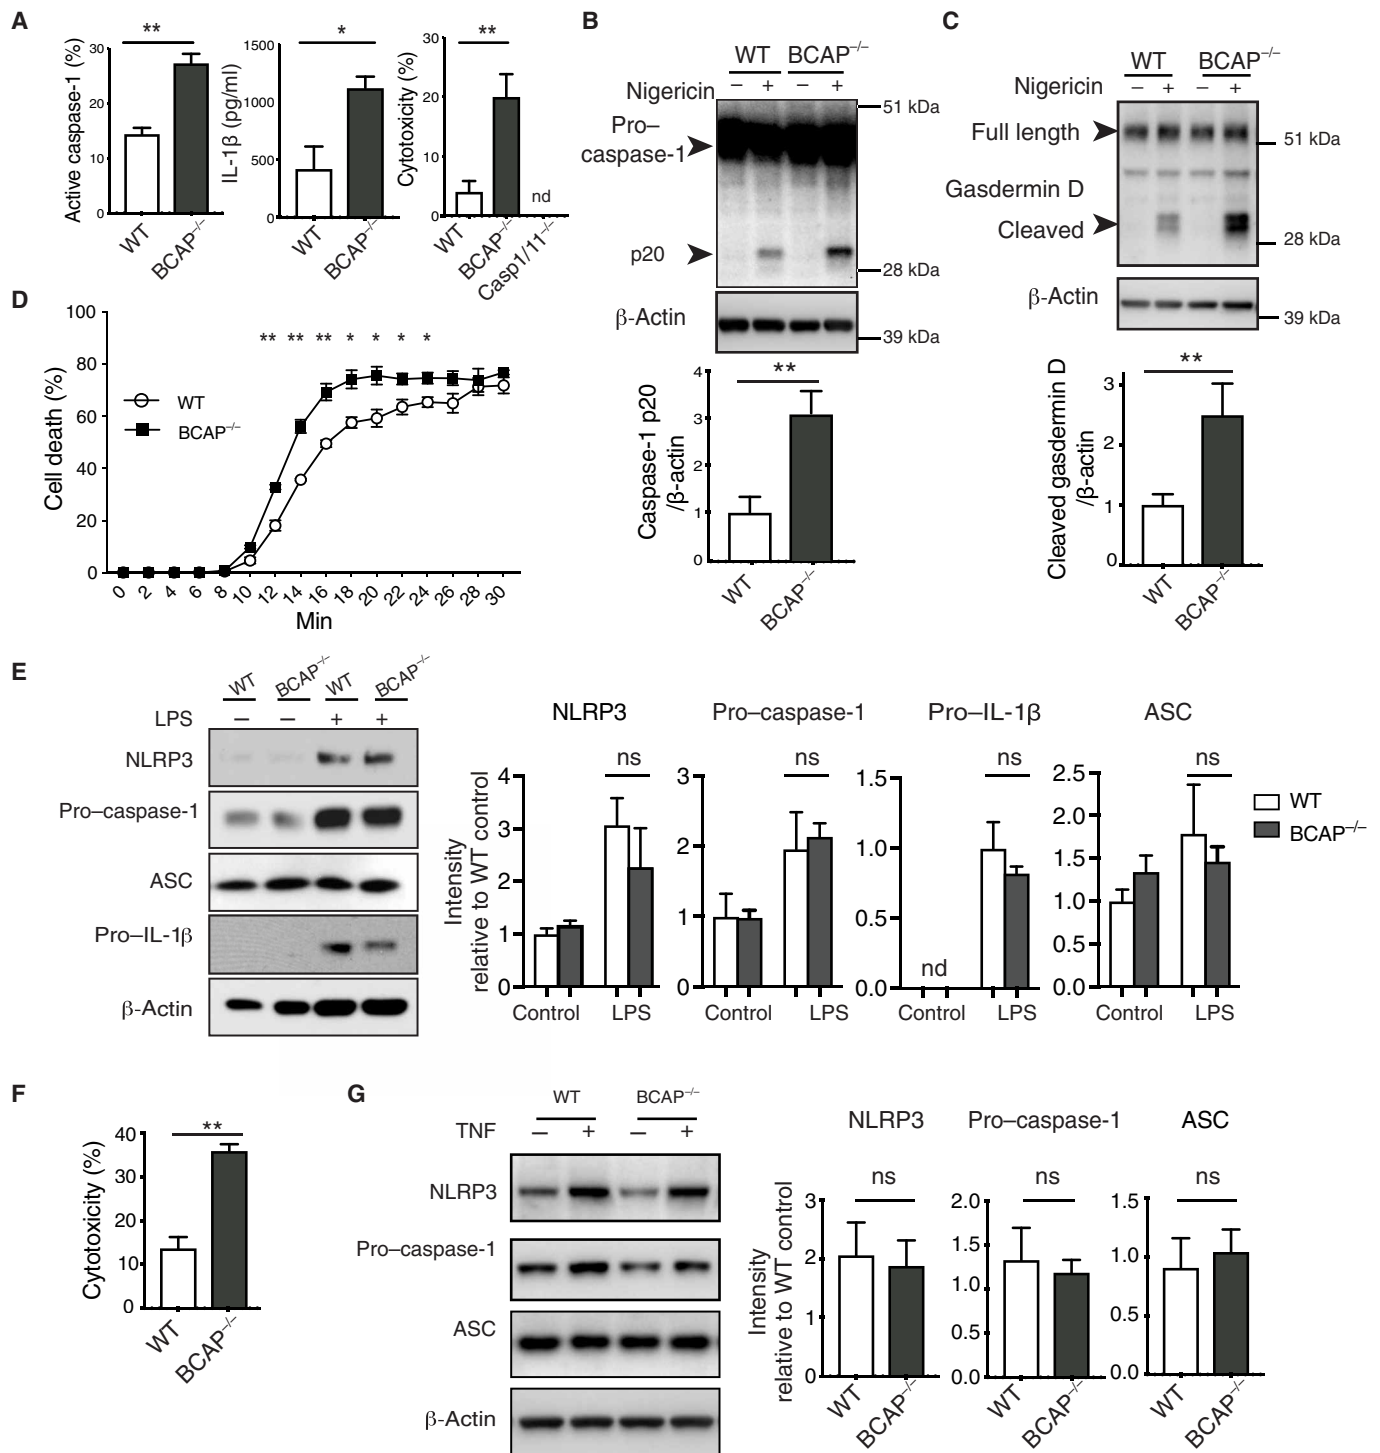 A
Active caspase-1 (%)
30
20
10
0
**
WT
BCAP–/–
IL-1β (pg/ml)
1500
1000
500
0
*
WT
BCAP–/–
Cytotoxicity (%)
30
20
10
0
**
nd
WT
BCAP–/–
Casp1/11–/–
B
WT BCAP–/–
Nigericin – + – +
51 kDa
Pro–
caspase-1
p20
28 kDa
β-Actin
39 kDa
Caspase-1 p20
/β-actin
4
3
2
1
0
**
WT
BCAP–/–
C
WT BCAP–/–
Nigericin – + – +
Full length
51 kDa
Gasdermin D
Cleaved
28 kDa
β-Actin
39 kDa
Cleaved gasdermin D
/β-actin
3
2
1
0
**
WT
BCAP–/–
D
Cell death (%)
100
80
60
40
20
0
** ** ** * * * *
WT
BCAP–/–
0 2 4 6 8 10 12 14 16 18 20 22 24 26 28 30
Min
E
WT BCAP–/– WT BCAP–/–
LPS – – + +
NLRP3
Pro–caspase-1
ASC
Pro–IL-1β
β-Actin
Intensity
relative to WT control
NLRP3
ns
4
3
2
1
0
Control LPS
Pro–caspase-1
ns
3
2
1
0
Control LPS
Pro–IL-1β
ns
1.5
1.0
0.5
0.0
nd
Control LPS
ASC
ns
2.5
2.0
1.5
1.0
0.5
0.0
Control LPS
WT
BCAP–/–
F
Cytotoxicity (%)
40
30
20
10
0
**
WT
BCAP–/–
G
WT BCAP–/–
TNF – + – +
NLRP3
Pro–caspase-1
ASC
β-Actin
Intensity
relative to WT control
NLRP3
ns
3
2
1
0
WT
BCAP–/–
Pro–caspase-1
ns
2.0
1.5
1.0
0.5
0.0
WT
BCAP–/–
ASC
ns
1.5
1.0
0.5
0.0
WT
BCAP–/–